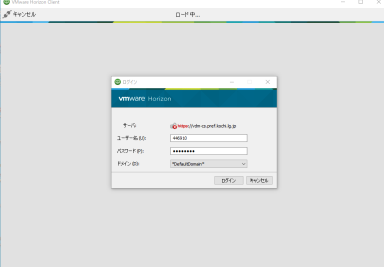 VMware Horizon Client
キャンセル
ロード中...
ログイン
vmware Horizon
サーバ:
https://vdm-cs.pref.kochi.lg.jp
ユーザー名 (U):
446910
パスワード (P):
ドメイン (D):
*DefaultDomain*
ログイン
キャンセル